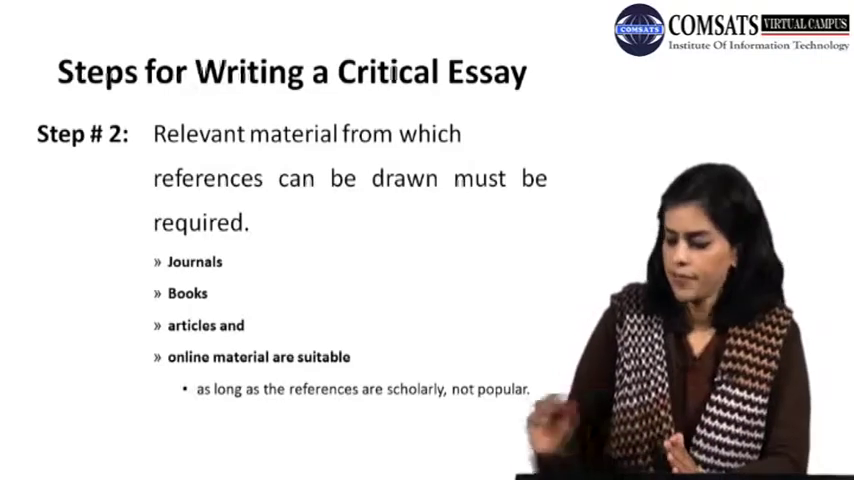 COMSATS VIRTUAL CAMPUS
COMSATS
Institute Of Information Technology
Steps for Writing a Critical Essay
Step # 2: Relevant material from which
references can be drawn must be
required.
» Journals
» Books
» articles and
» online material are suitable
• as long as the references are scholarly, not popular.